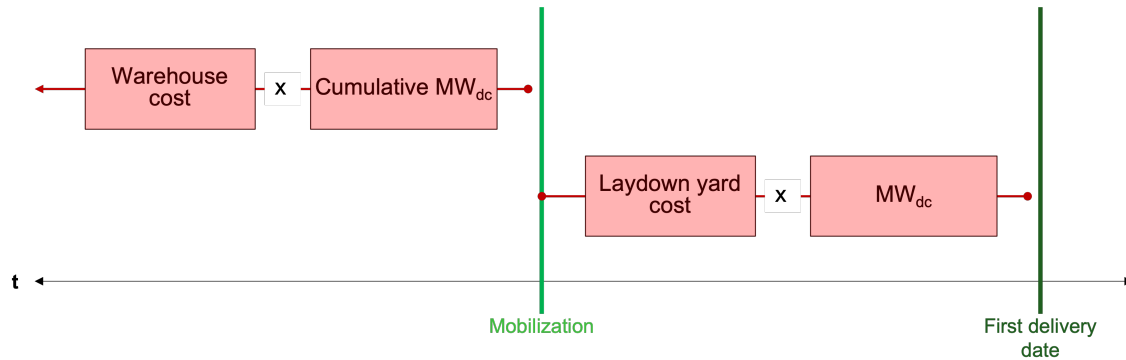 Warehouse
cost
x
Cumulative MWdc
Laydown yard
cost
x
MWdc
t
Mobilization
First delivery
date